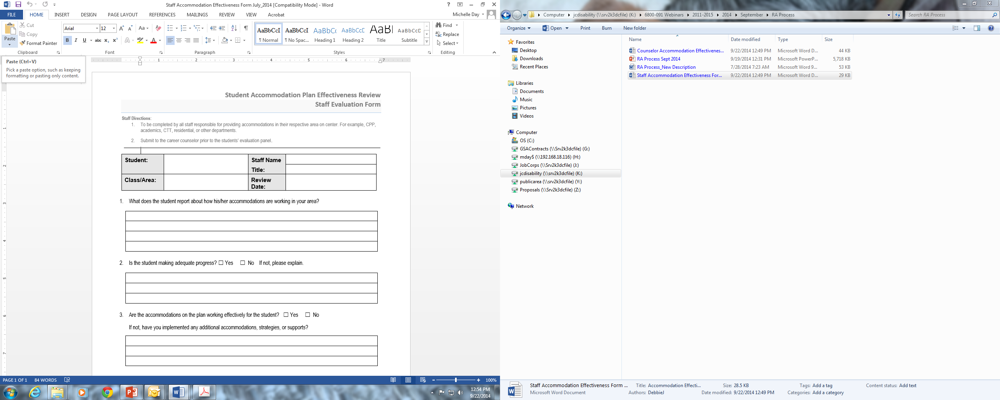 Staff Accommodation Effectiveness Form July_2014 [Compatibility Mode] - Word
FILE HOME INSERT DESIGN PAGE LAYOUT REFERENCES MAILINGS REVIEW VIEW Acrobat
Michelle Day
Paste
Cut
Copy
Format Painter
Clipboard
Arial 12
Font
Paragraph
AaBbCcI AaBbCcI AaBbC AaBbCcD AaB AaBbCcD
¶ Normal ¶ No Spac... Heading 1 Heading 2 Title Subtitle
Styles
Find
Replace
Select
Editing
Paste (Ctrl+V)
Pick a paste option, such as keeping
formatting or pasting only content.
1 2 3 4 5 6 7
Student Accommodation Plan Effectiveness Review
Staff Evaluation Form
Staff Directions:
1. To be completed by all staff responsible for providing accommodations in their respective area on center. For example, CPP,
academics, CTT, residential, or other departments.
2. Submit to the career counselor prior to the students' evaluation panel.
Student: Staff Name
Title:
Class/Area: Review
Date:
1. What does the student report about how his/her accommodations are working in your area?
2. Is the student making adequate progress? ☐ Yes ☐ No If not, please explain.
3. Are the accommodations on the plan working effectively for the student? ☐ Yes ☐ No
If not, have you implemented any additional accommodations, strategies, or supports?
PAGE 1 OF 1 84 WORDS 100%
12:54 PM
9/22/2014
Computer jcdisability (\\srv2k3dcfile) (K:) 6800-091 Webinars 2011-2015 2014 September RA Process
Search RA Process
Organize Open Print Burn New folder
Favorites
Desktop
Downloads
Recent Places
Libraries
Documents
Music
Pictures
Videos
Computer
OS (C:)
GSAContracts (\\Srv2k3dcfile) (G:)
mday$ (\\192.168.18.116) (H:)
JobCorps (\\Srv2k3dcfile) (J:)
jcdisability (\\srv2k3dcfile) (K:)
publicarea (\\srv2k3dcfile) (Y:)
Proposals (\\Srv2k3dcfile) (Z:)
Network
Name Date modified Type Size
Counselor Accommodation Effectivenes... 9/22/2014 12:49 PM Microsoft Word D... 44 KB
RA Process Sept 2014 9/19/2014 12:31 PM Microsoft PowerP... 5,718 KB
RA Process_New Description 7/28/2014 7:23 AM Microsoft Word 9... 53 KB
Staff Accommodation Effectiveness For... 9/22/2014 12:49 PM Microsoft Word D... 29 KB
Staff Accommodation Effectiveness Form ... Title: Accommodation Effecti... Size: 28.5 KB Tags: Add a tag Content status: Add text
Microsoft Word Document Authors: DebbieJ Date modified: 9/22/2014 12:49 PM Categories: Add a category